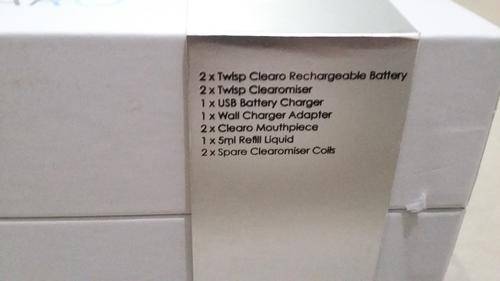 2 x Twisp Clearo Rechargeable Battery
2 x Twisp Clearomiser
1 x USB Battery Charger
1 x Wall Charger Adapter
2 x Clearo Mouthpiece
1 x 5ml Refill Liquid
2 x Spare Clearomiser Coils